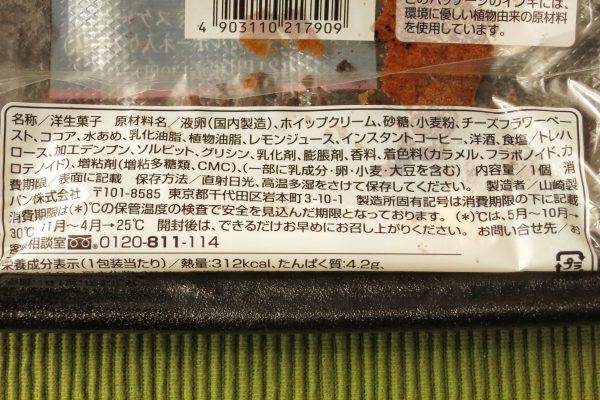 4 903110 217909
このパッケージのインキには、
環境に優しい植物由来の原材料
を使用しています。
名称／洋生菓子 原材料名／液卵(国内製造)、ホイップクリーム、砂糖、小麦粉、チーズフラワーペー
スト、ココア、水あめ、乳化油脂、植物油脂、レモンジュース、インスタントコーヒー、洋酒、食塩／トレハ
ロース、加工デンプン、ソルビット、グリシン、乳化剤、膨脹剤、香料、着色料(カラメル、フラボノイド、カ
ロテノイド)、増粘剤(増粘多糖類、CMC)、(一部に乳成分・卵・小麦・大豆を含む) 内容量／1個 消
費期限／表面に記載 保存方法／直射日光、高温多湿をさけて保存してください。 製造者／山崎製
パン株式会社 〒101-8585 東京都千代田区岩本町3-10-1 製造所固有記号は消費期限の下に記載
消費期限は(*)℃の保管温度の検査で安全を見込んだ期限となっております。 (*)℃は、5月～10月→
30℃ 11月～4月→25℃ 開封後は、できるだけお早めにお召し上がりください。 お問い合せ先／お
客様相談室 0120-811-114
栄養成分表示(1包装当たり)／熱量:312kcal、たんぱく質:4.2g、
プラ